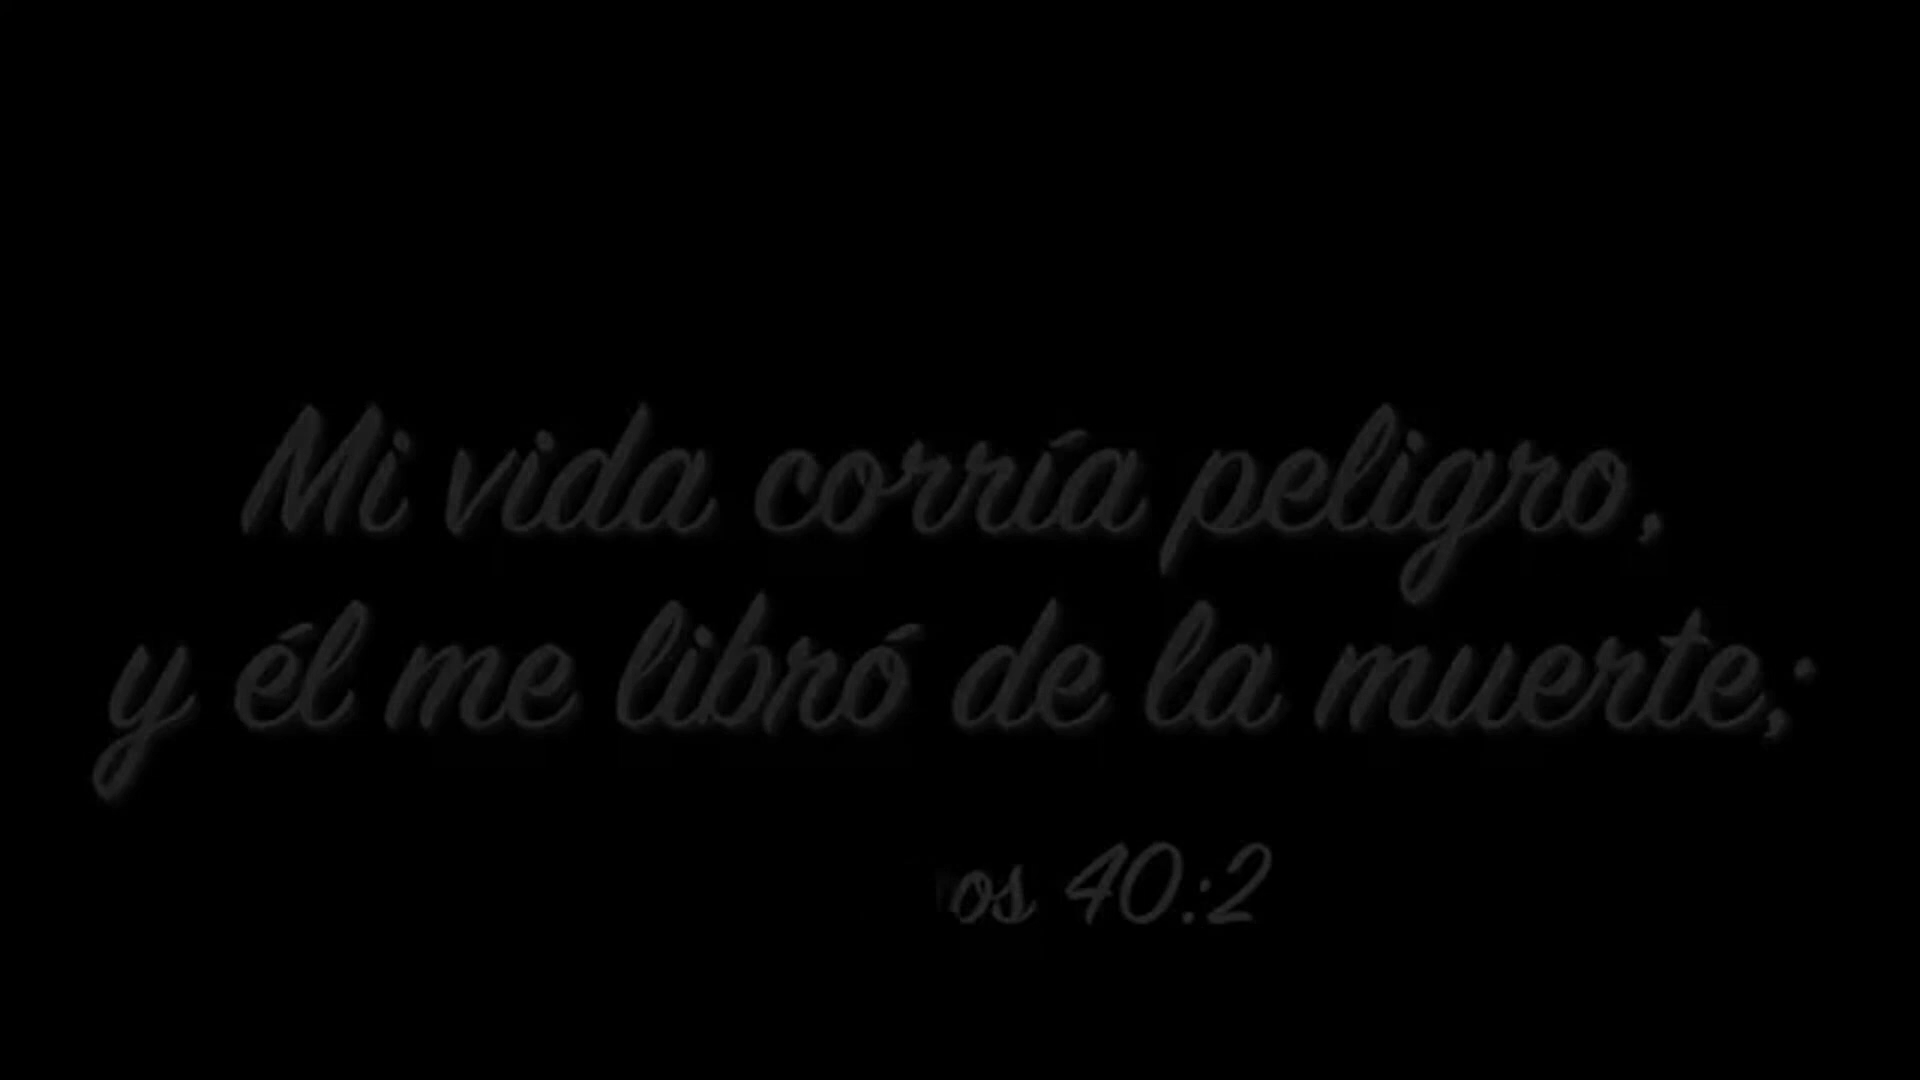 Mi vida corría peligro,
y él me libró de la muerte;
os 40:2